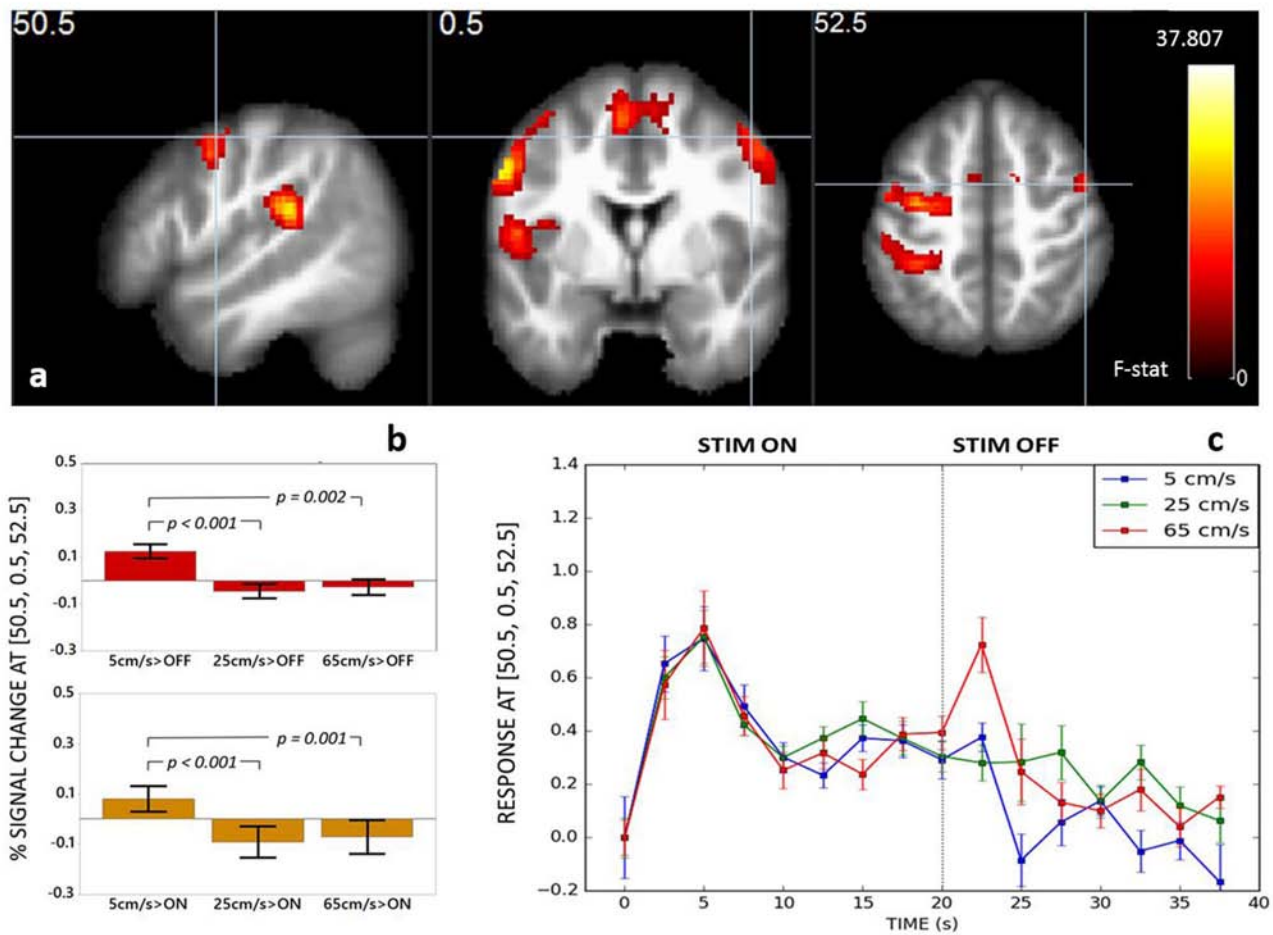 50.5
0.5
52.5
37.807
F-stat
0
a
b
% SIGNAL CHANGE AT [50.5, 0.5, 52.5]
0.5
0.3
0.1
-0.1
-0.3
p = 0.002
p < 0.001
5cm/s>OFF 25cm/s>OFF 65cm/s>OFF
0.5
0.3
0.1
-0.1
-0.3
p = 0.001
p < 0.001
5cm/s>ON 25cm/s>ON 65cm/s>ON
STIM ON STIM OFF c
RESPONSE AT [50.5, 0.5, 52.5]
1.4
1.2
1.0
0.8
0.6
0.4
0.2
0.0
−0.2
5 cm/s
25 cm/s
65 cm/s
0 5 10 15 20 25 30 35 40
TIME (s)